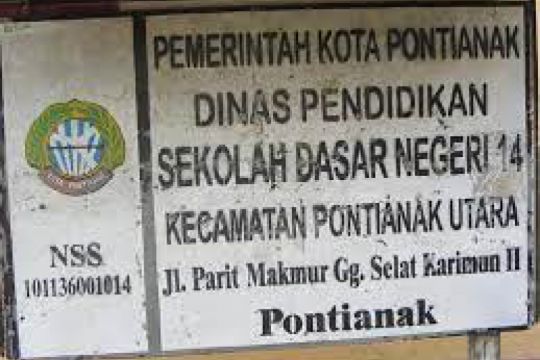 PEMERINTAH KOTA PONTIANAK
DINAS PENDIDIKAN
SEKOLAH DASAR NEGERI 14
KECAMATAN PONTIANAK UTARA
Jl. Parit Makmur Gg. Selat Karimun II
Pontianak
NSS
101136001014